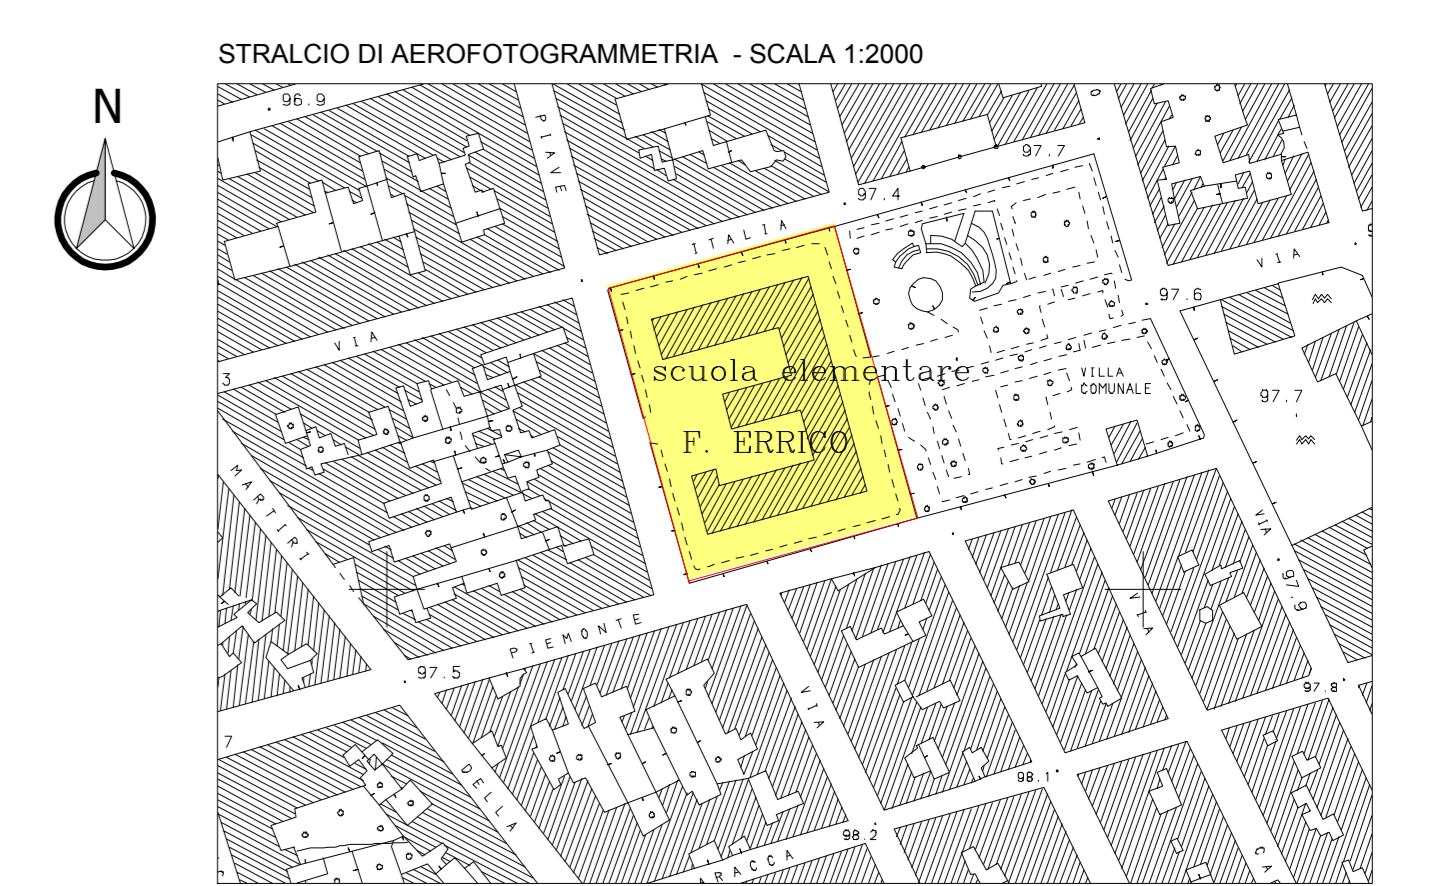 STRALCIO DI AEROFOTOGRAMMETRIA - SCALA 1:2000
N
96.9
PIAVE
97.7
97.4
ITALIA
VIA
97.6
VIA
3
scuola elementare
VILLA
COMUNALE
97.7
F. ERRICO
MARTIRI
VIA
97.9
VIA
PIEMONTE
97.5
97.8
VIA
7
DELLA
98.1
98.2
ARACCA
CAR